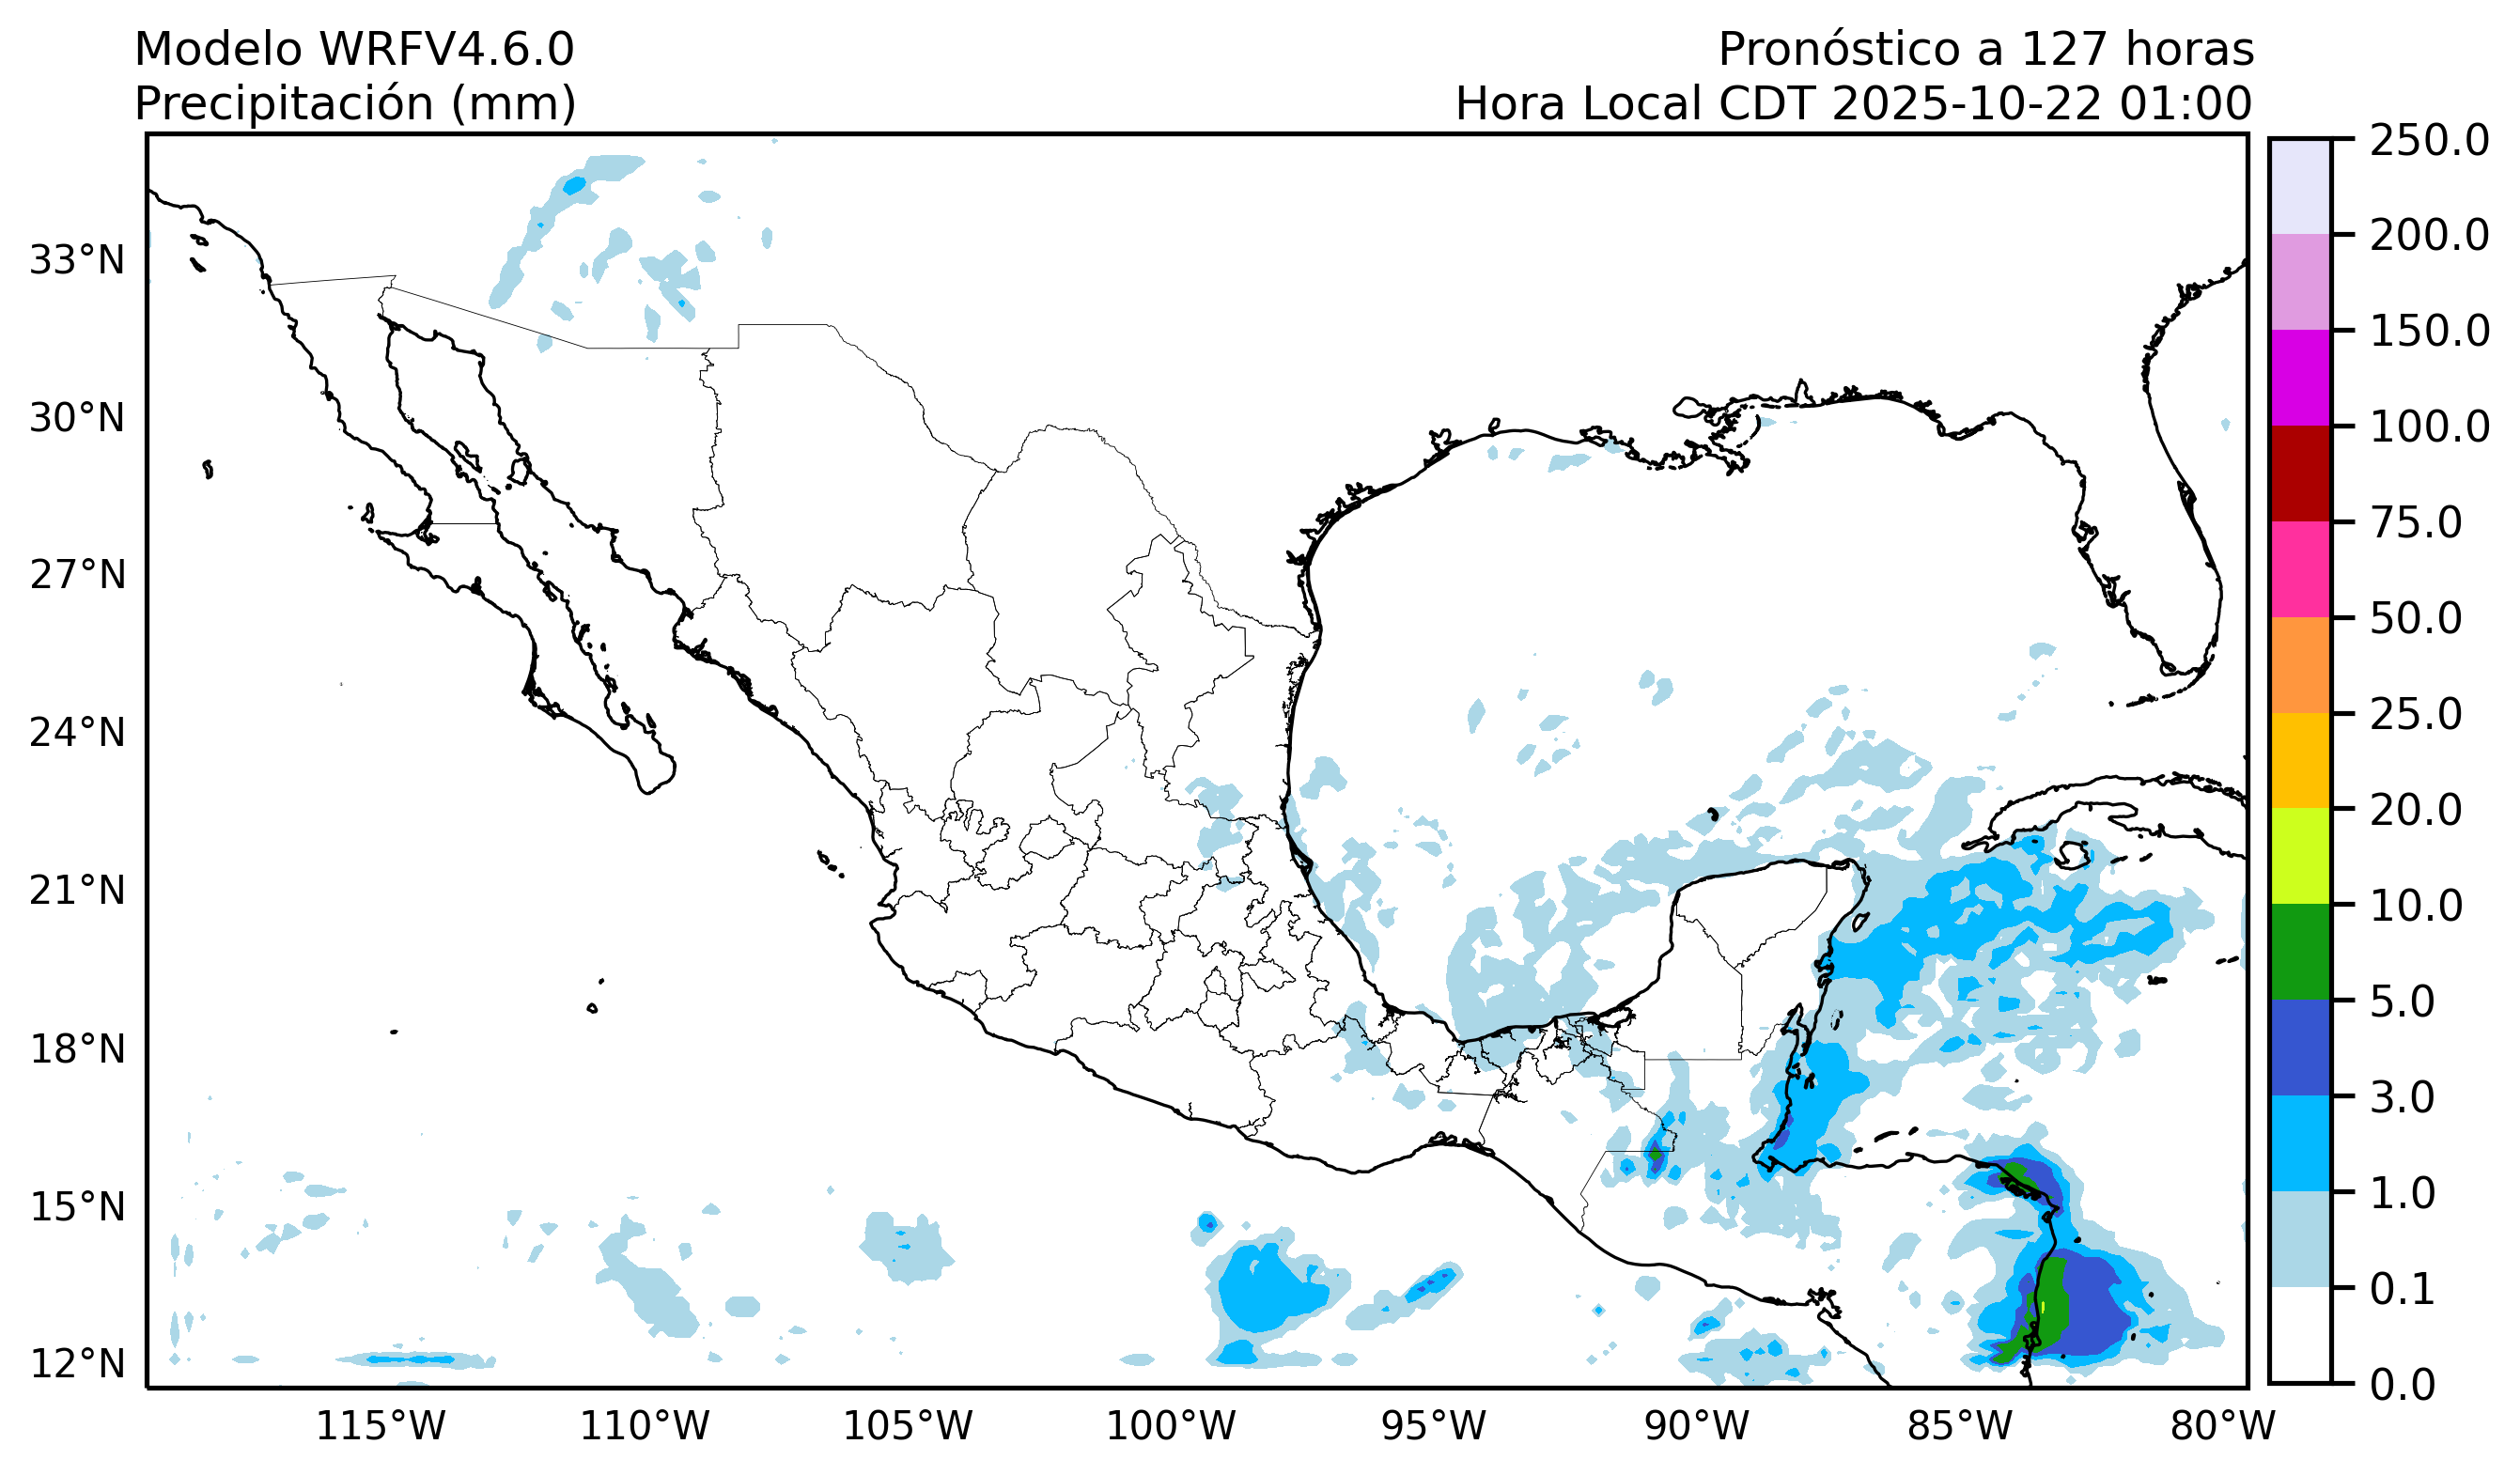 Modelo WRFV4.6.0
Precipitación (mm)
Pronóstico a 127 horas
Hora Local CDT 2025-10-22 01:00
33°N
30°N
27°N
24°N
21°N
18°N
15°N
12°N
115°W
110°W
105°W
100°W
95°W
90°W
85°W
80°W
250.0
200.0
150.0
100.0
75.0
50.0
25.0
20.0
10.0
5.0
3.0
1.0
0.1
0.0